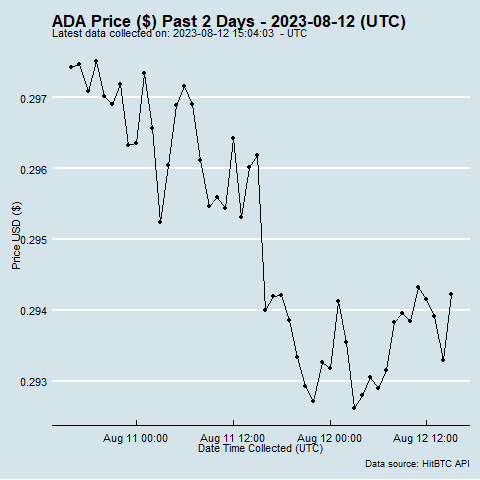 ADA Price ($) Past 2 Days - 2023-08-12 (UTC)
Latest data collected on: 2023-08-12 15:04:03 - UTC
0.297
0.296
0.295
0.294
0.293
Price USD ($)
Aug 11 00:00 Aug 11 12:00 Aug 12 00:00 Aug 12 12:00
Date Time Collected (UTC)
Data source: HitBTC API